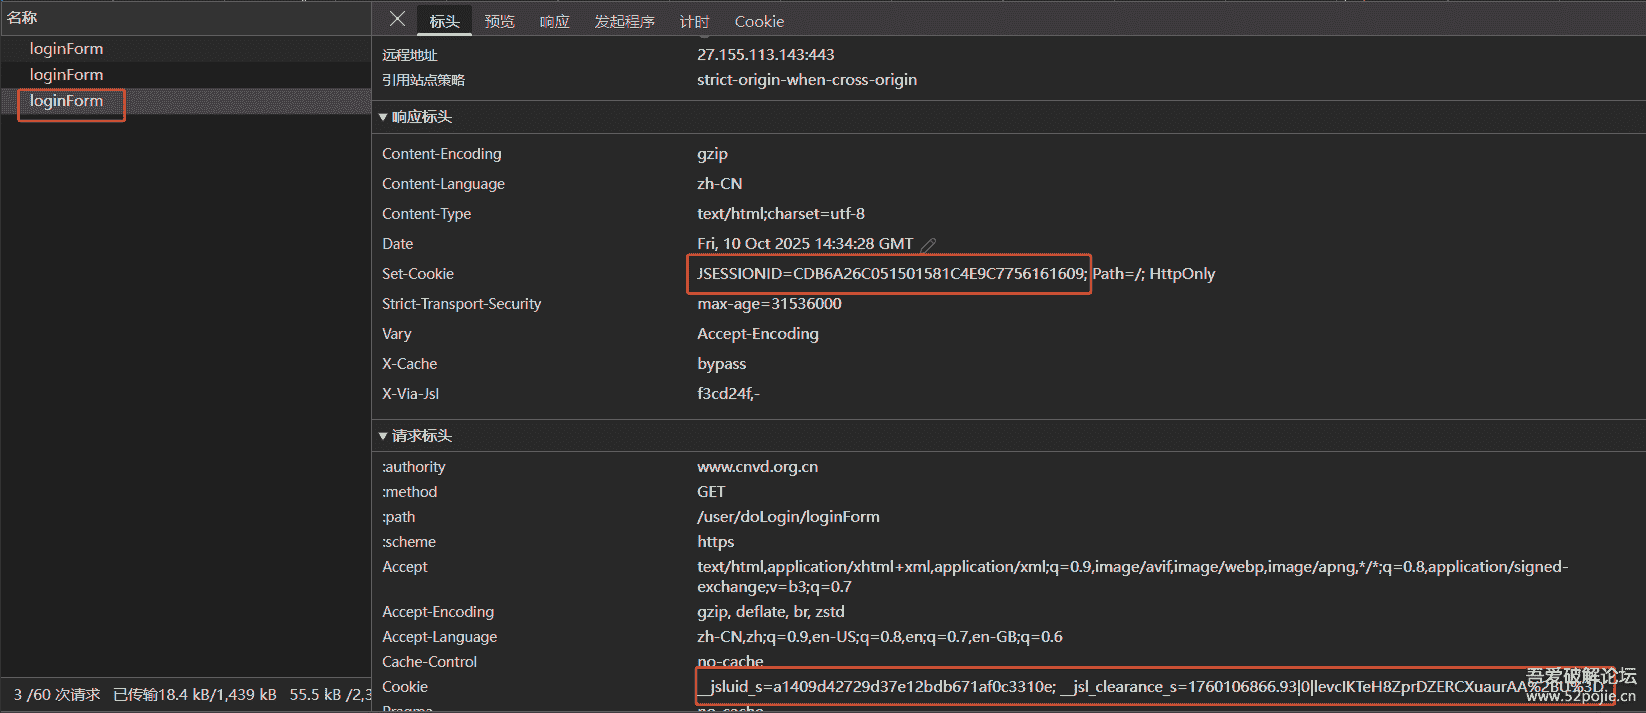 名称
标头 预览 响应 发起程序 计时 Cookie
loginForm
loginForm
loginForm
远程地址 27.155.113.143:443
引用站点策略 strict-origin-when-cross-origin
响应标头
Content-Encoding gzip
Content-Language zh-CN
Content-Type text/html;charset=utf-8
Date Fri, 10 Oct 2025 14:34:28 GMT
Set-Cookie JSESSIONID=CDB6A26C051501581C4E9C7756161609; Path=/; HttpOnly
Strict-Transport-Security max-age=31536000
Vary Accept-Encoding
X-Cache bypass
X-Via-Jsl f3cd24f,-
请求标头
:authority www.cnvd.org.cn
:method GET
:path /user/doLogin/loginForm
:scheme https
Accept text/html,application/xhtml+xml,application/xml;q=0.9,image/avif,image/webp,image/apng,*/*;q=0.8,application/signed-
exchange;v=b3;q=0.7
Accept-Encoding gzip, deflate, br, zstd
Accept-Language zh-CN,zh;q=0.9,en-US;q=0.8,en;q=0.7,en-GB;q=0.6
Cache-Control no-cache
Cookie __jsluid_s=a1409d42729d37e12bdb671af0c3310e; __jsl_clearance_s=1760106866.93|0|levcIKTeH8ZprDZERCXuaurAA%2BU%3D;
Pragma no-cache
3 /60 次请求 已传输18.4 kB/1,439 kB 55.5 kB /2,3
吾爱破解论坛
www.52pojie.cn